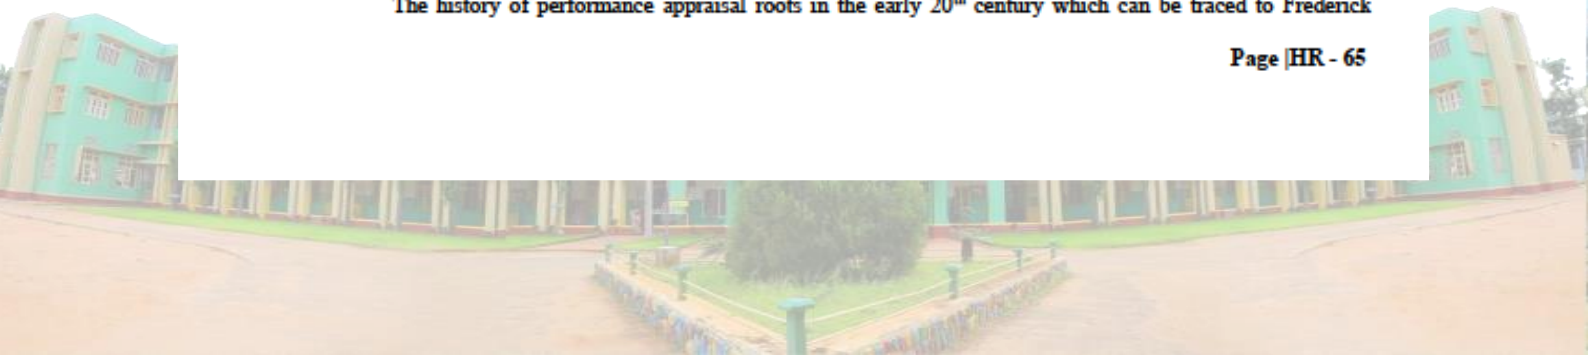 The history of performance appraisal roots in the early 20th century which can be traced to Frederick
Page |HR - 65